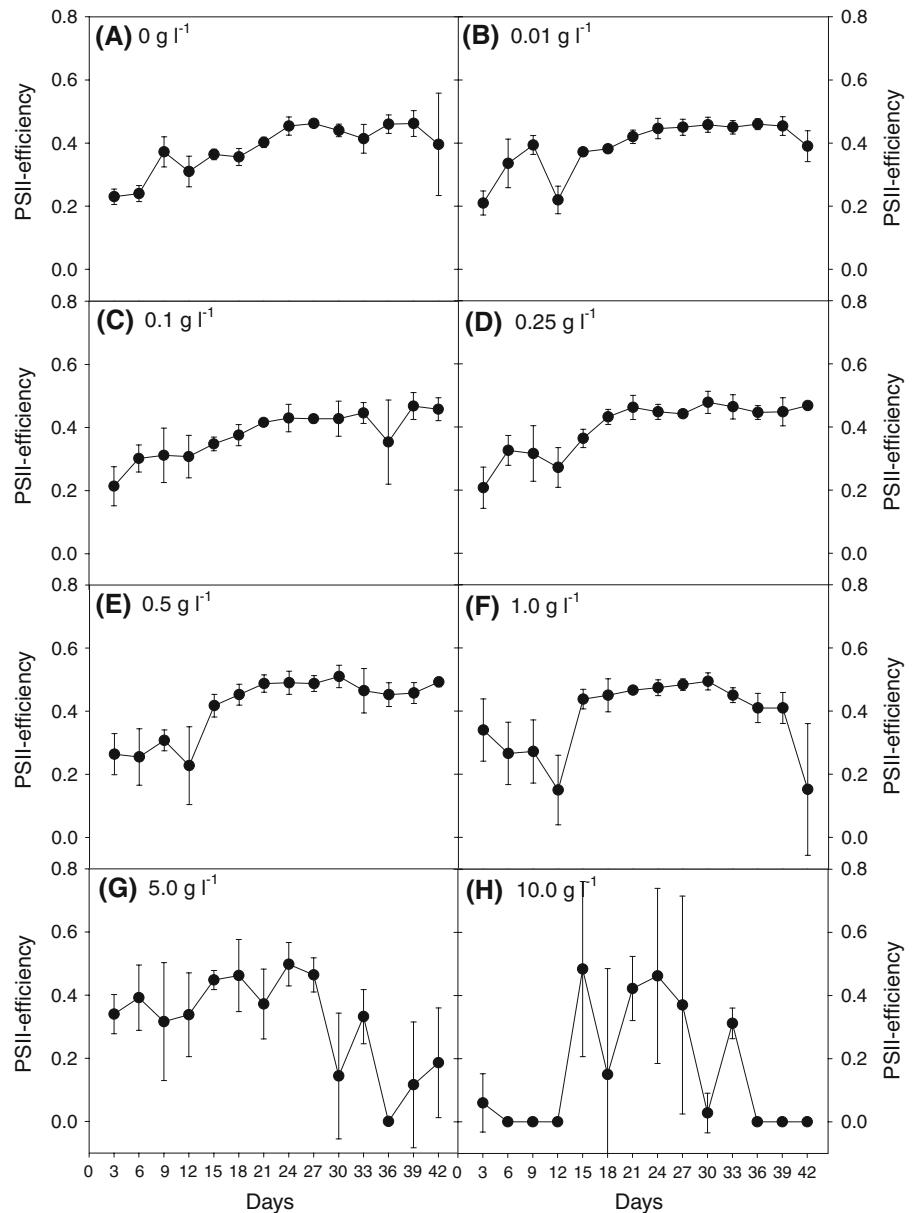 (A) 0 g l⁻¹
(B) 0.01 g l⁻¹
0.8
0.6
0.4
0.2
0.0
PSII-efficiency
0.8
0.6
0.4
0.2
0.0
PSII-efficiency
(C) 0.1 g l⁻¹
(D) 0.25 g l⁻¹
0.8
0.6
0.4
0.2
0.0
PSII-efficiency
0.6
0.4
0.2
0.0
PSII-efficiency
(E) 0.5 g l⁻¹
(F) 1.0 g l⁻¹
0.8
0.6
0.4
0.2
0.0
PSII-efficiency
0.6
0.4
0.2
0.0
PSII-efficiency
(G) 5.0 g l⁻¹
(H) 10.0 g l⁻¹
0.8
0.6
0.4
0.2
0.0
PSII-efficiency
0.6
0.4
0.2
0.0
PSII-efficiency
0 3 6 9 12 15 18 21 24 27 30 33 36 39 42
0 3 6 9 12 15 18 21 24 27 30 33 36 39 42
Days
Days